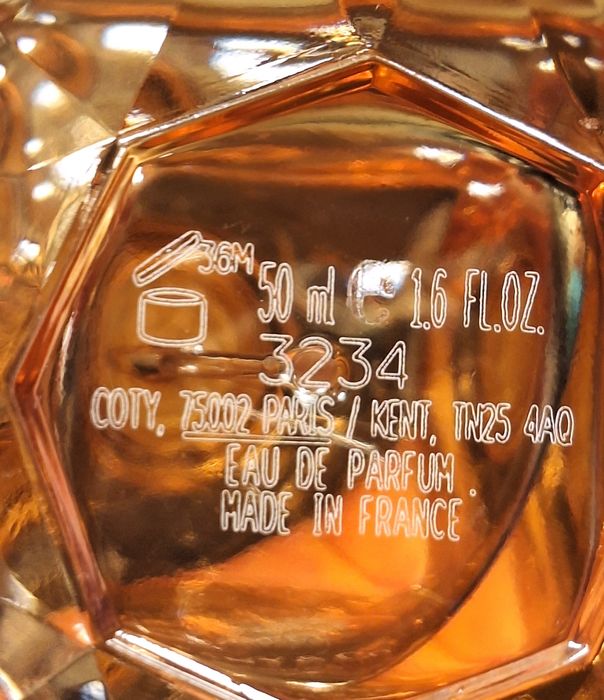 36M
50 ml ℮ 1.6 FL.OZ.
3234
COTY, 75002 PARIS / KENT, TN25 4AQ
EAU DE PARFUM.
MADE IN FRANCE